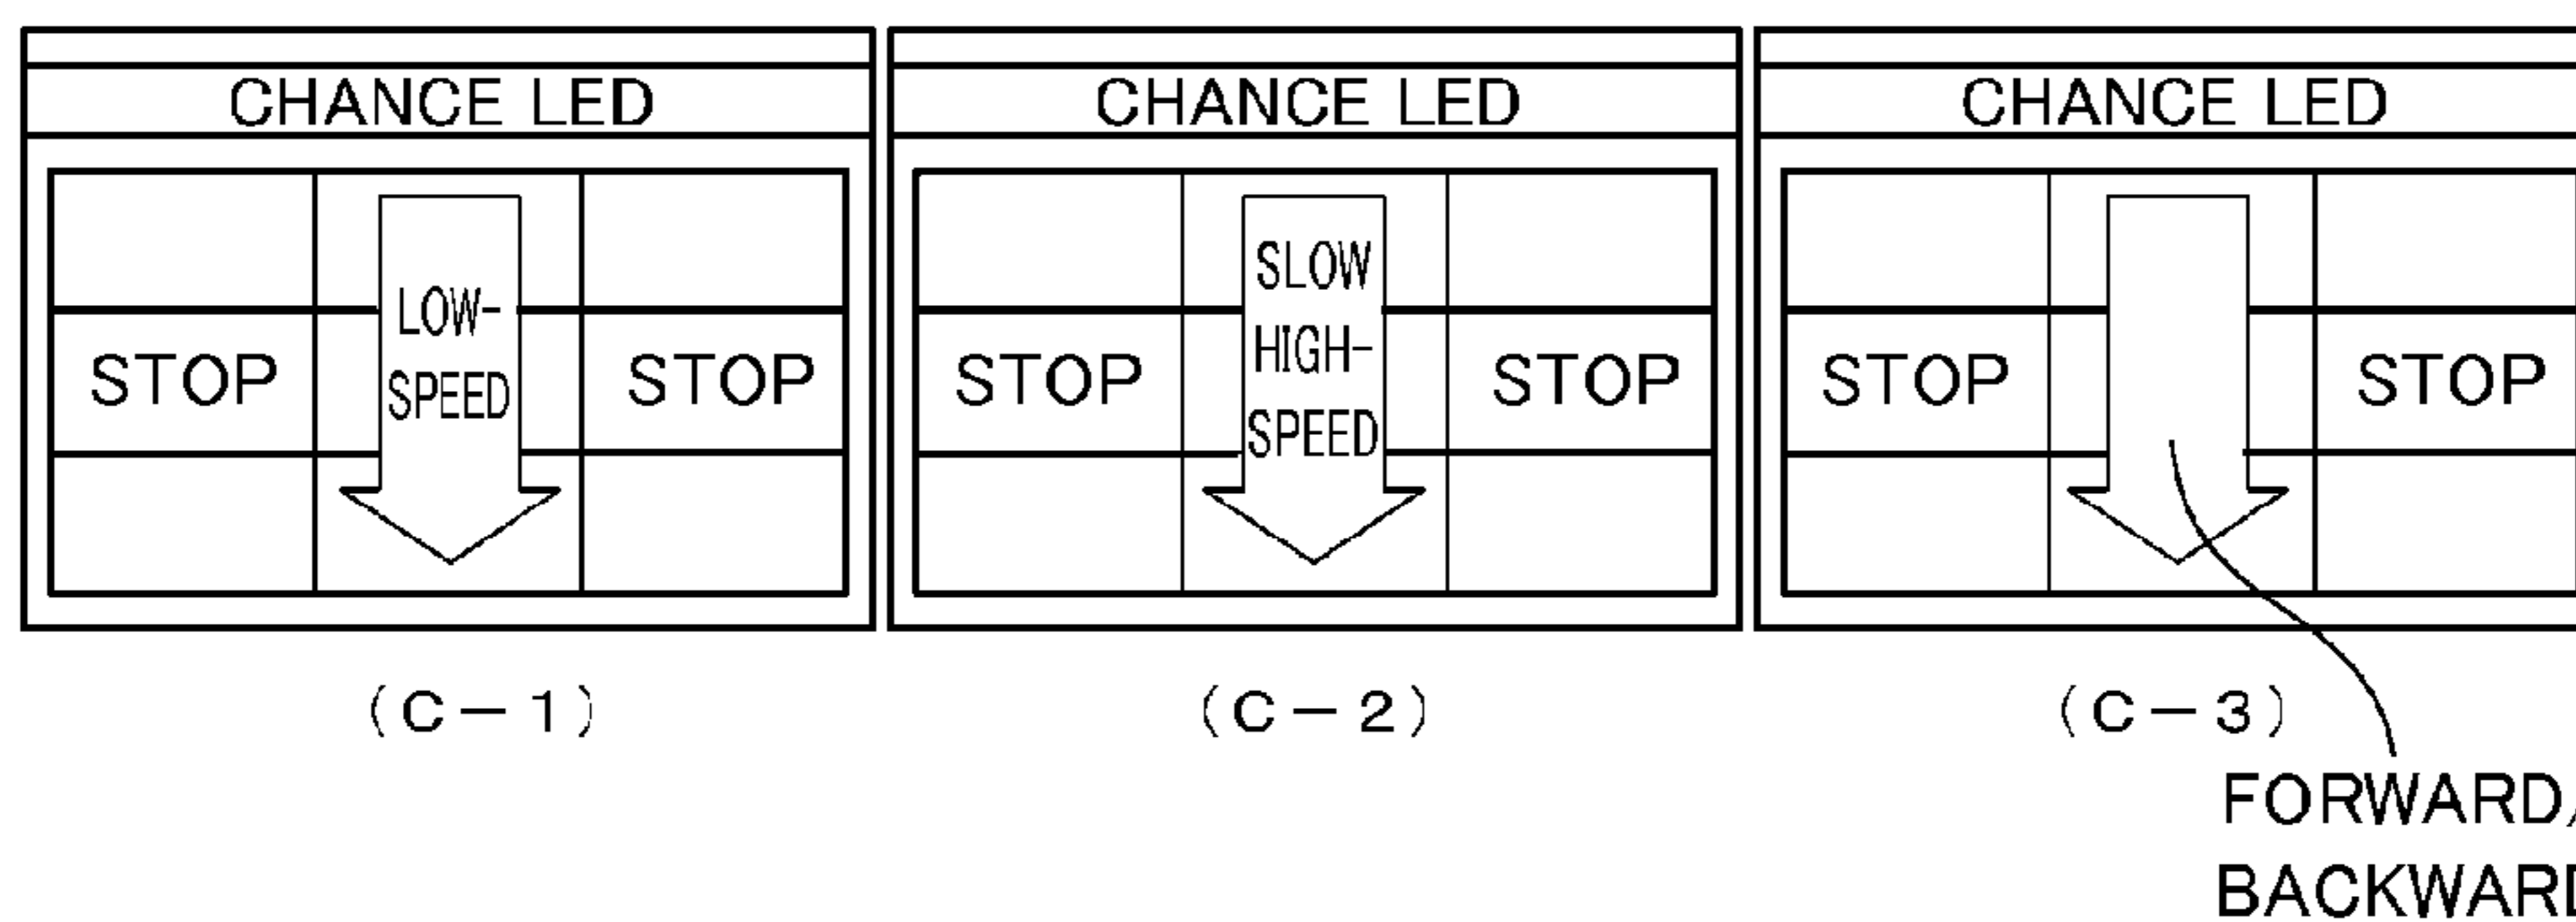 CHANCE LED
CHANCE LED
CHANCE LED
STOP
LOW-
SPEED
STOP
STOP
SLOW
HIGH-
SPEED
STOP
STOP
STOP
(C-1)
(C-2)
(C-3)
FORWARD/
BACKWARD